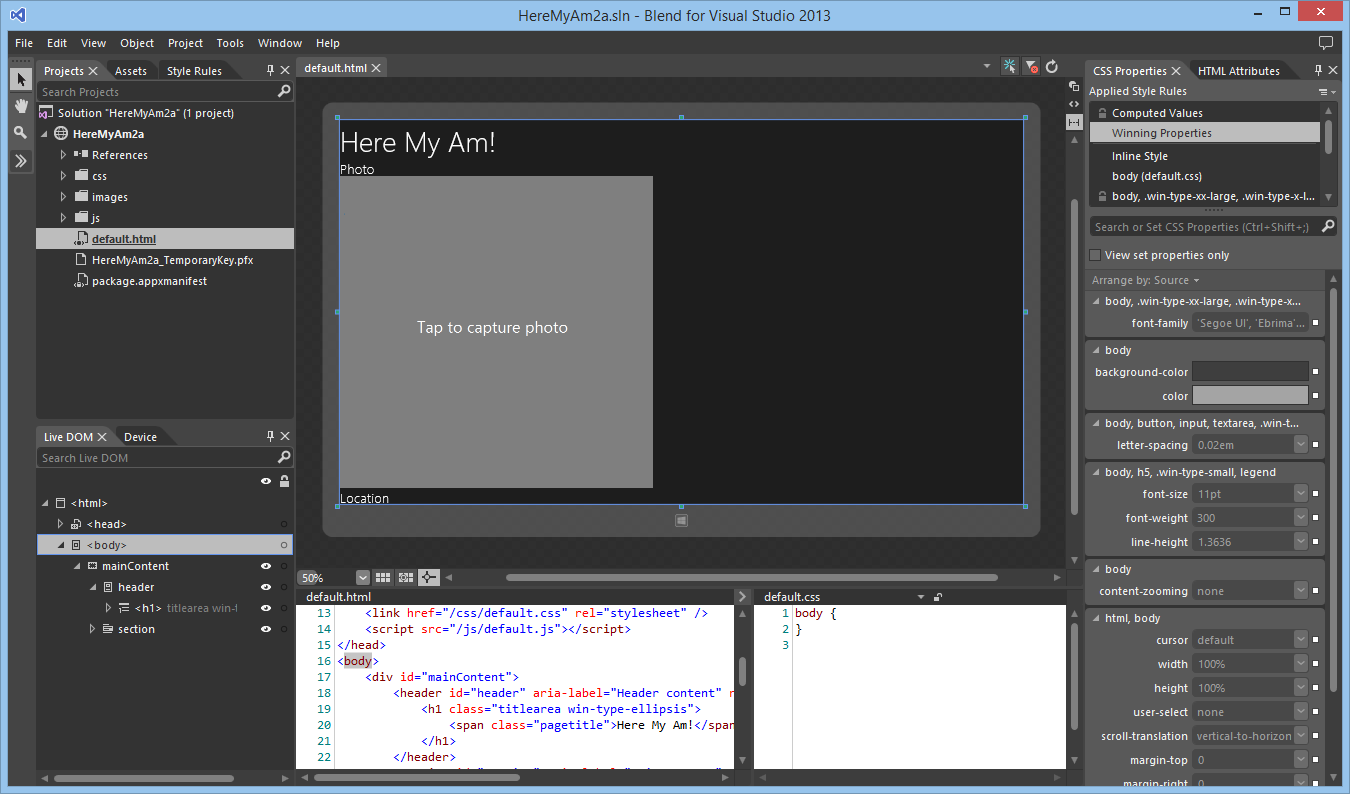 HereMyAm2a.sln - Blend for Visual Studio 2013
File Edit View Object Project Tools Window Help
Projects Assets Style Rules
Search Projects
Solution "HereMyAm2a" (1 project)
HereMyAm2a
References
css
images
js
default.html
HereMyAm2a_TemporaryKey.pfx
package.appxmanifest
Live DOM Device
Search Live DOM
<html>
<head>
<body>
mainContent
header
<h1> titlearea win-t
section
default.html
Here My Am!
Photo
Tap to capture photo
Location
50%
default.html
13 <link href="/css/default.css" rel="stylesheet" />
14 <script src="/js/default.js"></script>
15 </head>
16 <body>
17 <div id="mainContent">
18 <header id="header" aria-label="Header content" r
19 <h1 class="titlearea win-type-ellipsis">
20 <span class="pagetitle">Here My Am!</span
21 </h1>
22 </header>
default.css
1 body {
2 }
3
CSS Properties HTML Attributes
Applied Style Rules
Computed Values
Winning Properties
Inline Style
body (default.css)
body, .win-type-xx-large, .win-type-x-l...
Search or Set CSS Properties (Ctrl+Shift+;)
View set properties only
Arrange by: Source
body, .win-type-xx-large, .win-type-x...
font-family 'Segoe UI', 'Ebrima'...
body
background-color
color
body, button, input, textarea, .win-t...
letter-spacing 0.02em
body, h5, .win-type-small, legend
font-size 11pt
font-weight 300
line-height 1.3636
body
content-zooming none
html, body
cursor default
width 100%
height 100%
user-select none
scroll-translation vertical-to-horizon
margin-top 0
margin-right 0